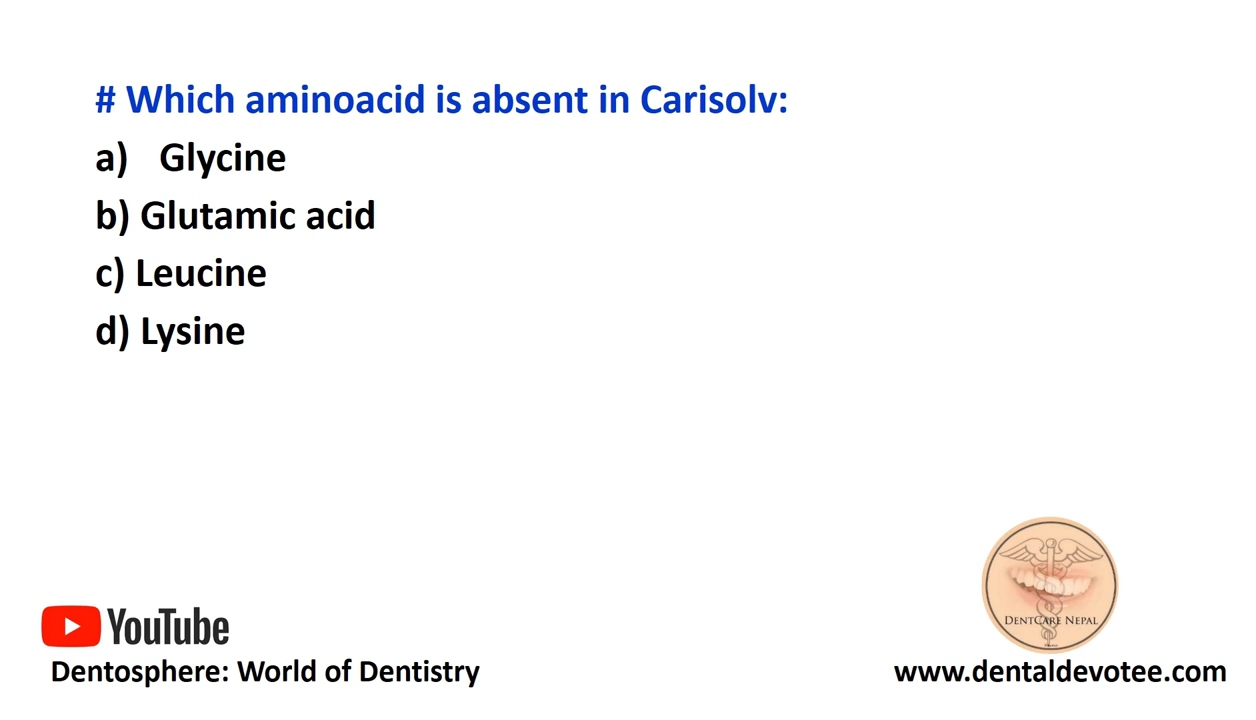 # Which aminoacid is absent in Carisolv:
a) Glycine
b) Glutamic acid
c) Leucine
d) Lysine
DentCare Nepal
YouTube
Dentosphere: World of Dentistry
www.dentaldevotee.com